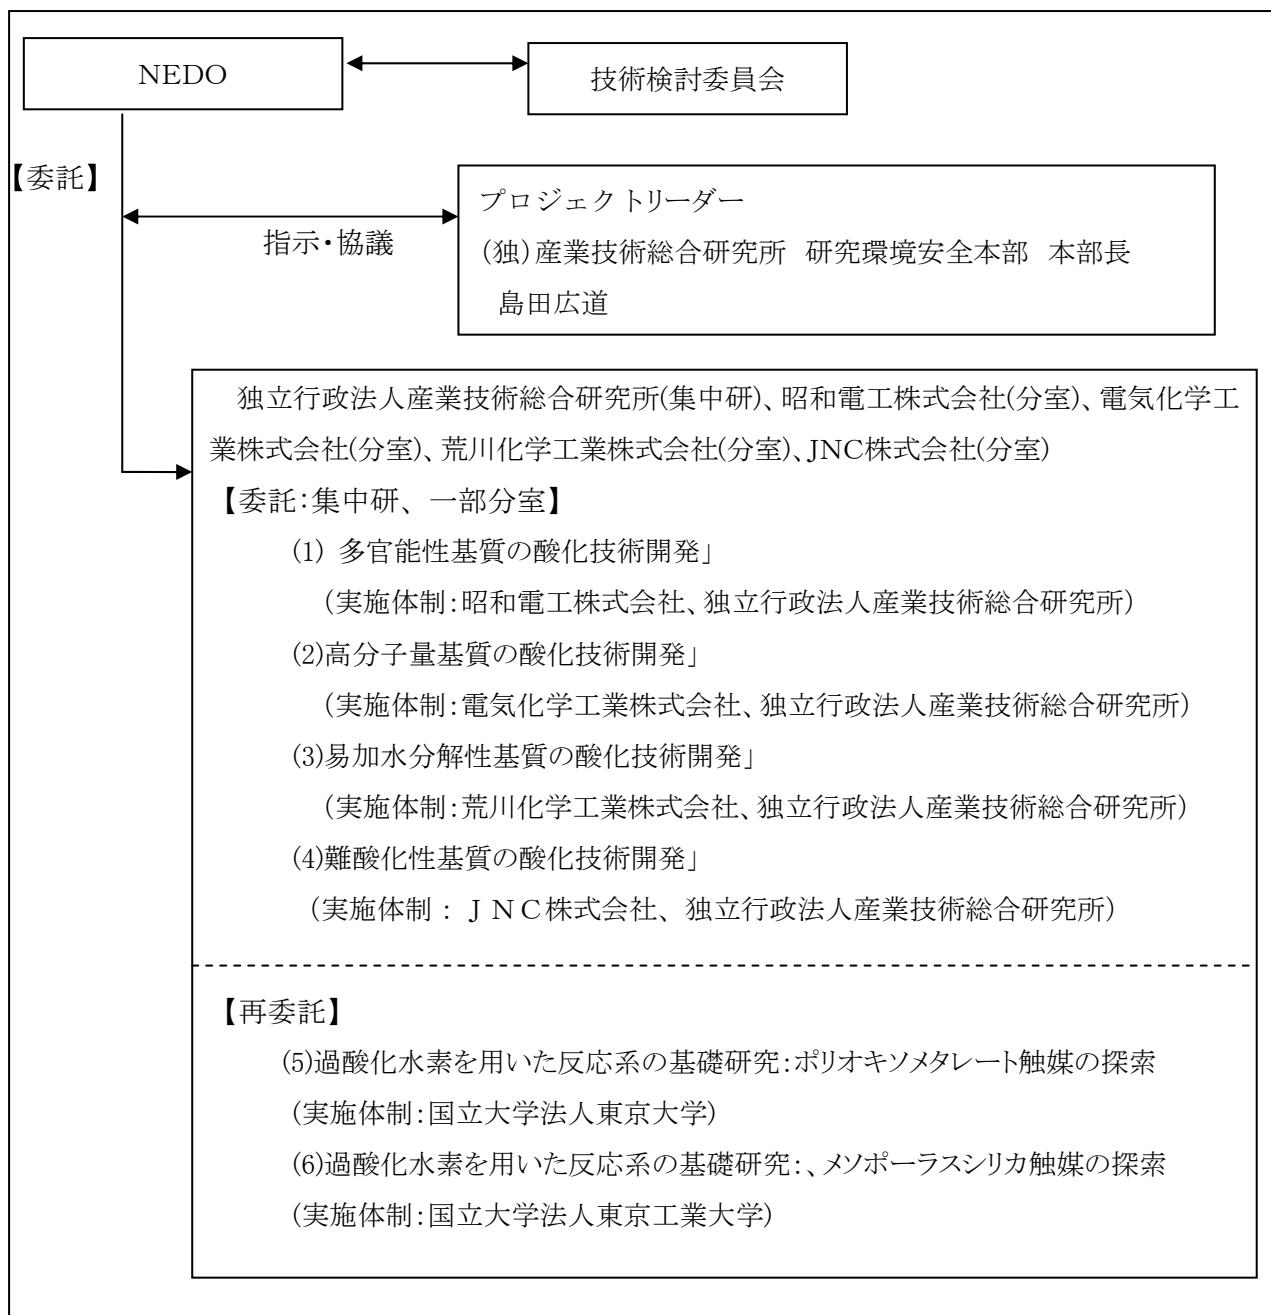 NEDO
技術検討委員会
【委託】
指示・協議
プロジェクトリーダー
(独)産業技術総合研究所 研究環境安全本部 本部長
島田広道
独立行政法人産業技術総合研究所(集中研)、昭和電工株式会社(分室)、電気化学工
業株式会社(分室)、荒川化学工業株式会社(分室)、JNC株式会社(分室)
【委託:集中研、一部分室】
(1) 多官能性基質の酸化技術開発」
(実施体制:昭和電工株式会社、独立行政法人産業技術総合研究所)
(2)高分子量基質の酸化技術開発」
(実施体制:電気化学工業株式会社、独立行政法人産業技術総合研究所)
(3)易加水分解性基質の酸化技術開発」
(実施体制:荒川化学工業株式会社、独立行政法人産業技術総合研究所)
(4)難酸化性基質の酸化技術開発」
(実施体制: JNC株式会社、独立行政法人産業技術総合研究所)
【再委託】
(5)過酸化水素を用いた反応系の基礎研究:ポリオキソメタレート触媒の探索
(実施体制:国立大学法人東京大学)
(6)過酸化水素を用いた反応系の基礎研究:、メソポーラスシリカ触媒の探索
(実施体制:国立大学法人東京工業大学)